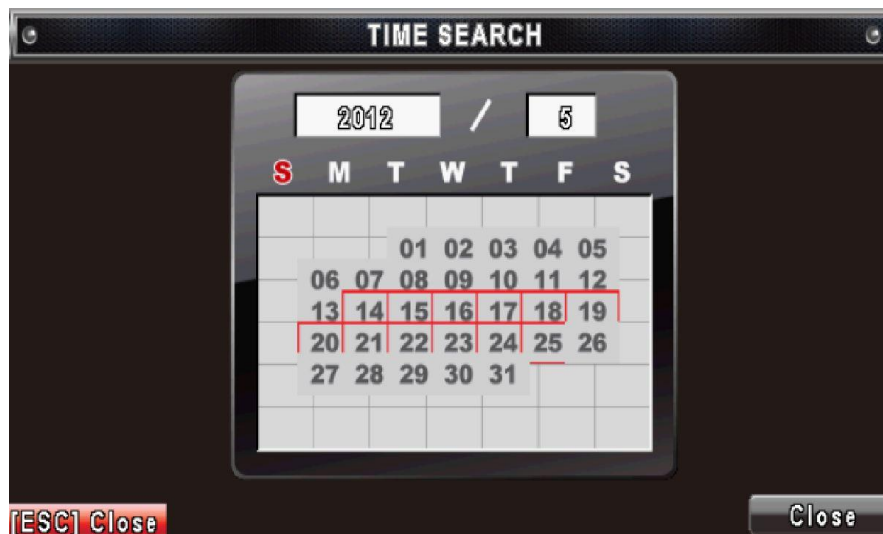 TIME SEARCH
2012 / 5
S M T W T F S
01 02 03 04 05
06 07 08 09 10 11 12
13 14 15 16 17 18 19
20 21 22 23 24 25 26
27 28 29 30 31
[ESC] Close
Close